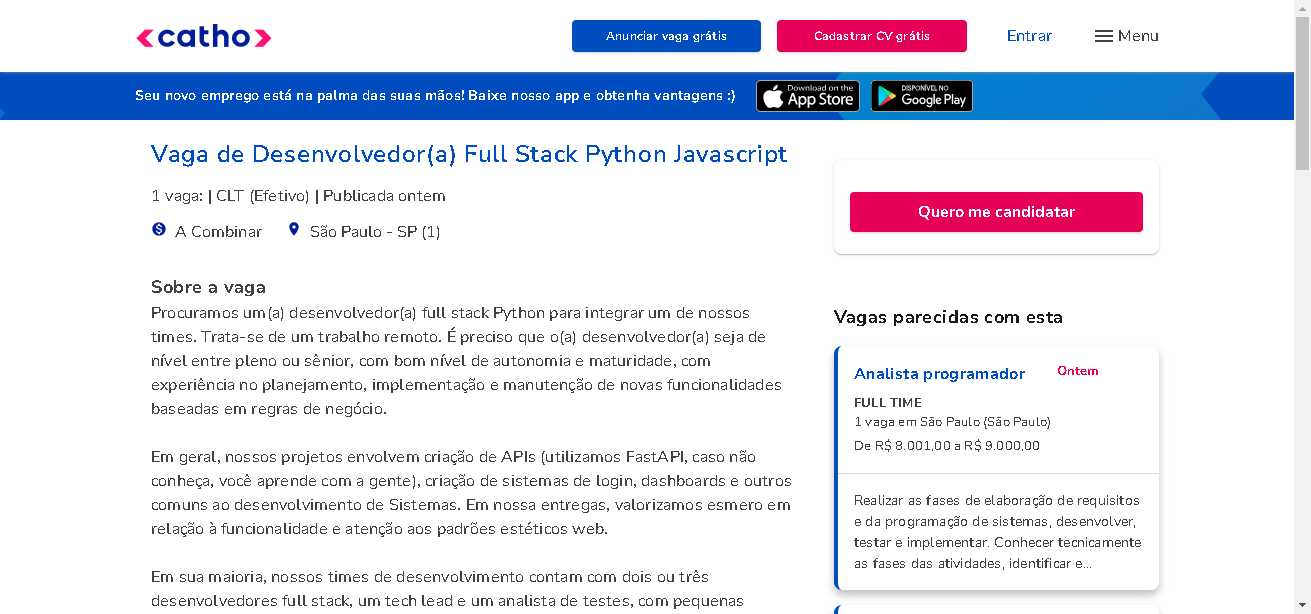 catho
Anunciar vaga grátis
Cadastrar CV grátis
Entrar
Menu
Seu novo emprego está na palma das suas mãos! Baixe nosso app e obtenha vantagens :)
Download on the
App Store
DISPONÍVEL NO
Google Play
Vaga de Desenvolvedor(a) Full Stack Python Javascript
1 vaga: | CLT (Efetivo) | Publicada ontem
A Combinar
São Paulo - SP (1)
Quero me candidatar
Sobre a vaga
Procuramos um(a) desenvolvedor(a) full stack Python para integrar um de nossos
times. Trata-se de um trabalho remoto. É preciso que o(a) desenvolvedor(a) seja de
nível entre pleno ou sênior, com bom nível de autonomia e maturidade, com
experiência no planejamento, implementação e manutenção de novas funcionalidades
baseadas em regras de negócio.
Em geral, nossos projetos envolvem criação de APIs (utilizamos FastAPI, caso não
conheça, você aprende com a gente), criação de sistemas de login, dashboards e outros
comuns ao desenvolvimento de Sistemas. Em nossa entregas, valorizamos esmero em
relação à funcionalidade e atenção aos padrões estéticos web.
Em sua maioria, nossos times de desenvolvimento contam com dois ou três
desenvolvedores full stack, um tech lead e um analista de testes, com pequenas
Vagas parecidas com esta
Analista programador
Ontem
FULL TIME
1 vaga em São Paulo (São Paulo)
De R$ 8.001,00 a R$ 9.000,00
Realizar as fases de elaboração de requisitos
e da programação de sistemas, desenvolver,
testar e implementar. Conhecer tecnicamente
as fases das atividades, identificar e...